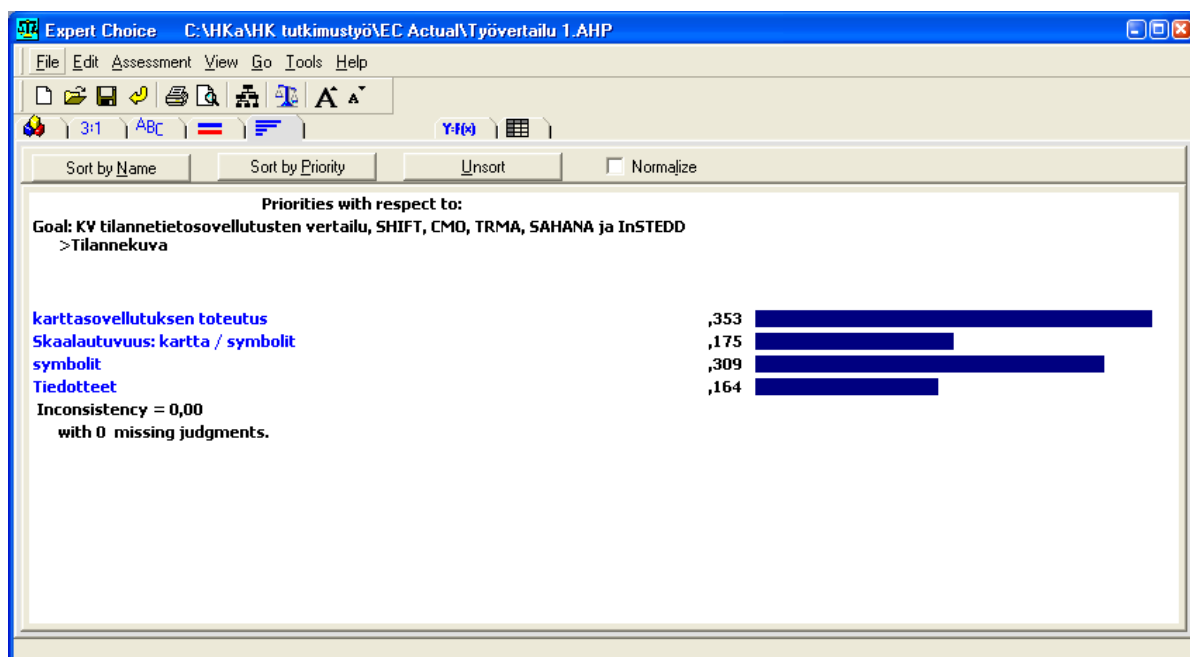 Expert Choice C:\HKa\HK tutkimustyö\EC Actual\Työvertailu 1.AHP
File Edit Assessment View Go Tools Help
A A
3:1 ABC Y=F(x)
Sort by Name Sort by Priority Unsort Normalize
Priorities with respect to:
Goal: KV tilannetietosovellutusten vertailu, SHIFT, CMO, TRMA, SAHANA ja InSTEDD
>Tilannekuva
karttasovellutuksen toteutus ,353
Skaalautuvuus: kartta / symbolit ,175
symbolit ,309
Tiedotteet ,164
Inconsistency = 0,00
with 0 missing judgments.